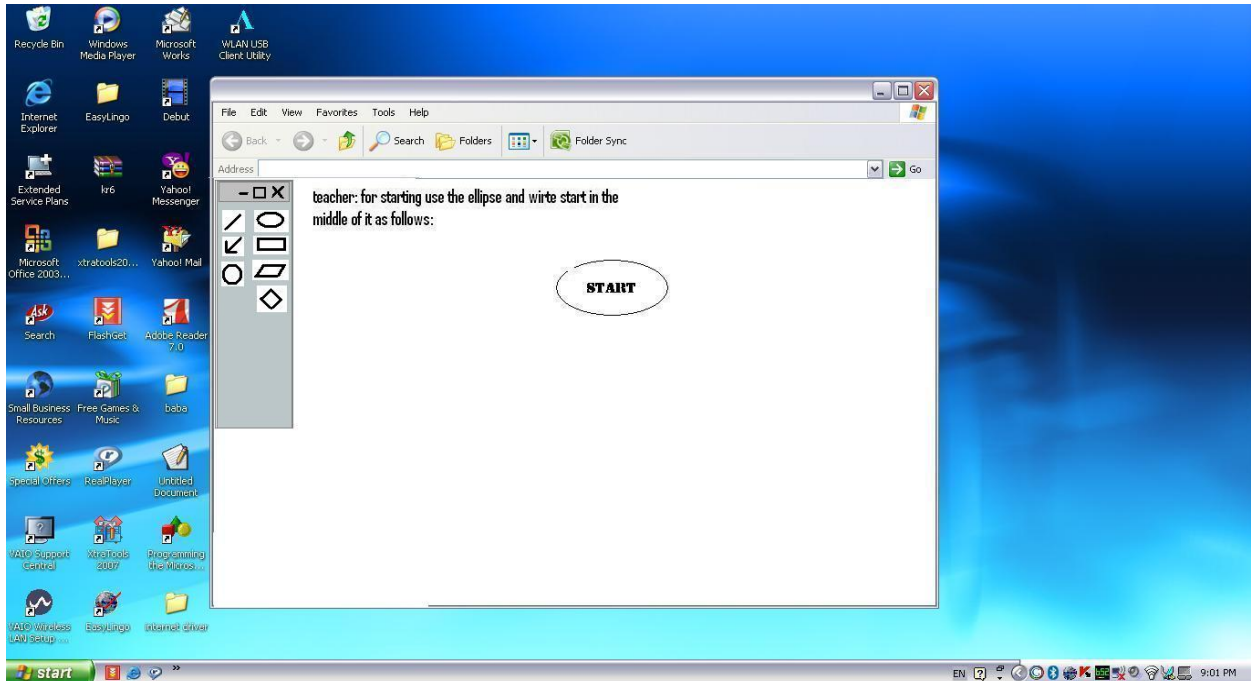 Recycle Bin
Windows
Media Player
Microsoft
Works
WLAN USB
Client Utility
Internet
Explorer
EasyLingo
Debut
Extended
Service Plans
kr6
Yahoo!
Messenger
Microsoft
Office 2003...
xtratools20...
Yahoo! Mail
Ask
Search
FlashGet
Adobe Reader
7.0
Small Business
Resources
Free Games &
Music
baba
Special Offers
RealPlayer
Untitled
Document
VAIO Support
Central
XtraTools
2007
Programming
the Micros...
VAIO Wireless
LAN Setup ...
EasyLingo
internet driver
File Edit View Favorites Tools Help
Back Search Folders Folder Sync
Address Go
teacher: for starting use the ellipse and wirte start in the
middle of it as follows:
START
start
EN
9:01 PM